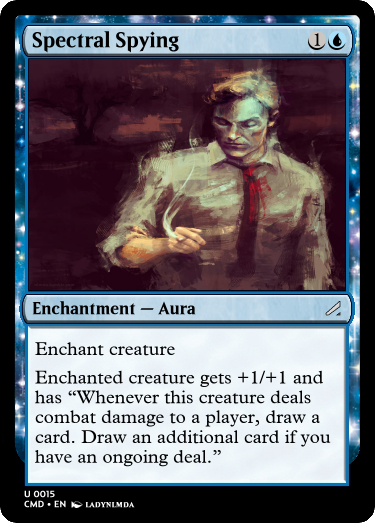 Spectral Spying
1
Enchantment — Aura
Enchant creature
Enchanted creature gets +1/+1 and
has “Whenever this creature deals
combat damage to a player, draw a
card. Draw an additional card if you
have an ongoing deal.”
U 0015
CMD • EN LADYNLMDA